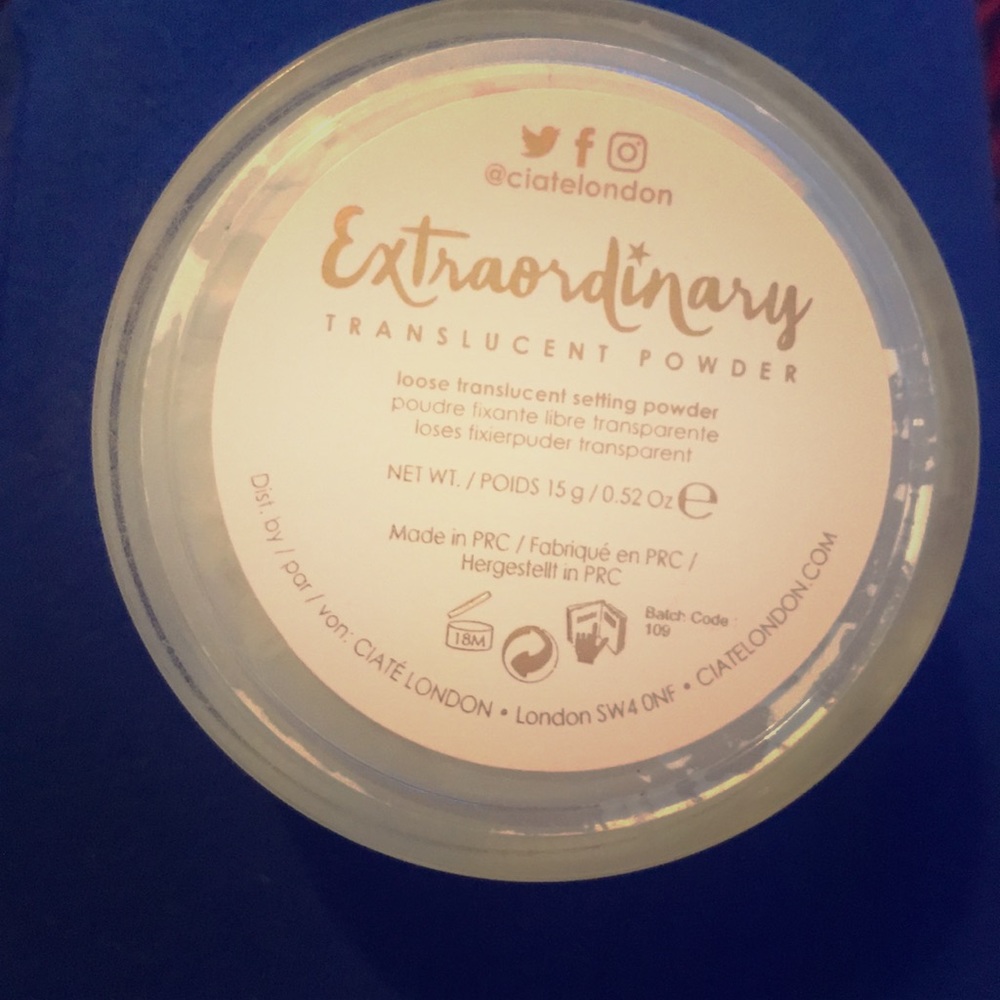 @ciatelondon
Extraordinary
TRANSLUCENT POWDER
loose translucent setting powder
poudre fixante libre transparente
loses fixierpuder transparent
NET WT. / POIDS 15 g / 0.52 Oz e
Made in PRC / Fabriqué en PRC /
Hergestellt in PRC
18M
Batch Code
109
Dist. by / par / von: CIATÉ LONDON • London SW4 0NF • CIATELONDON.COM